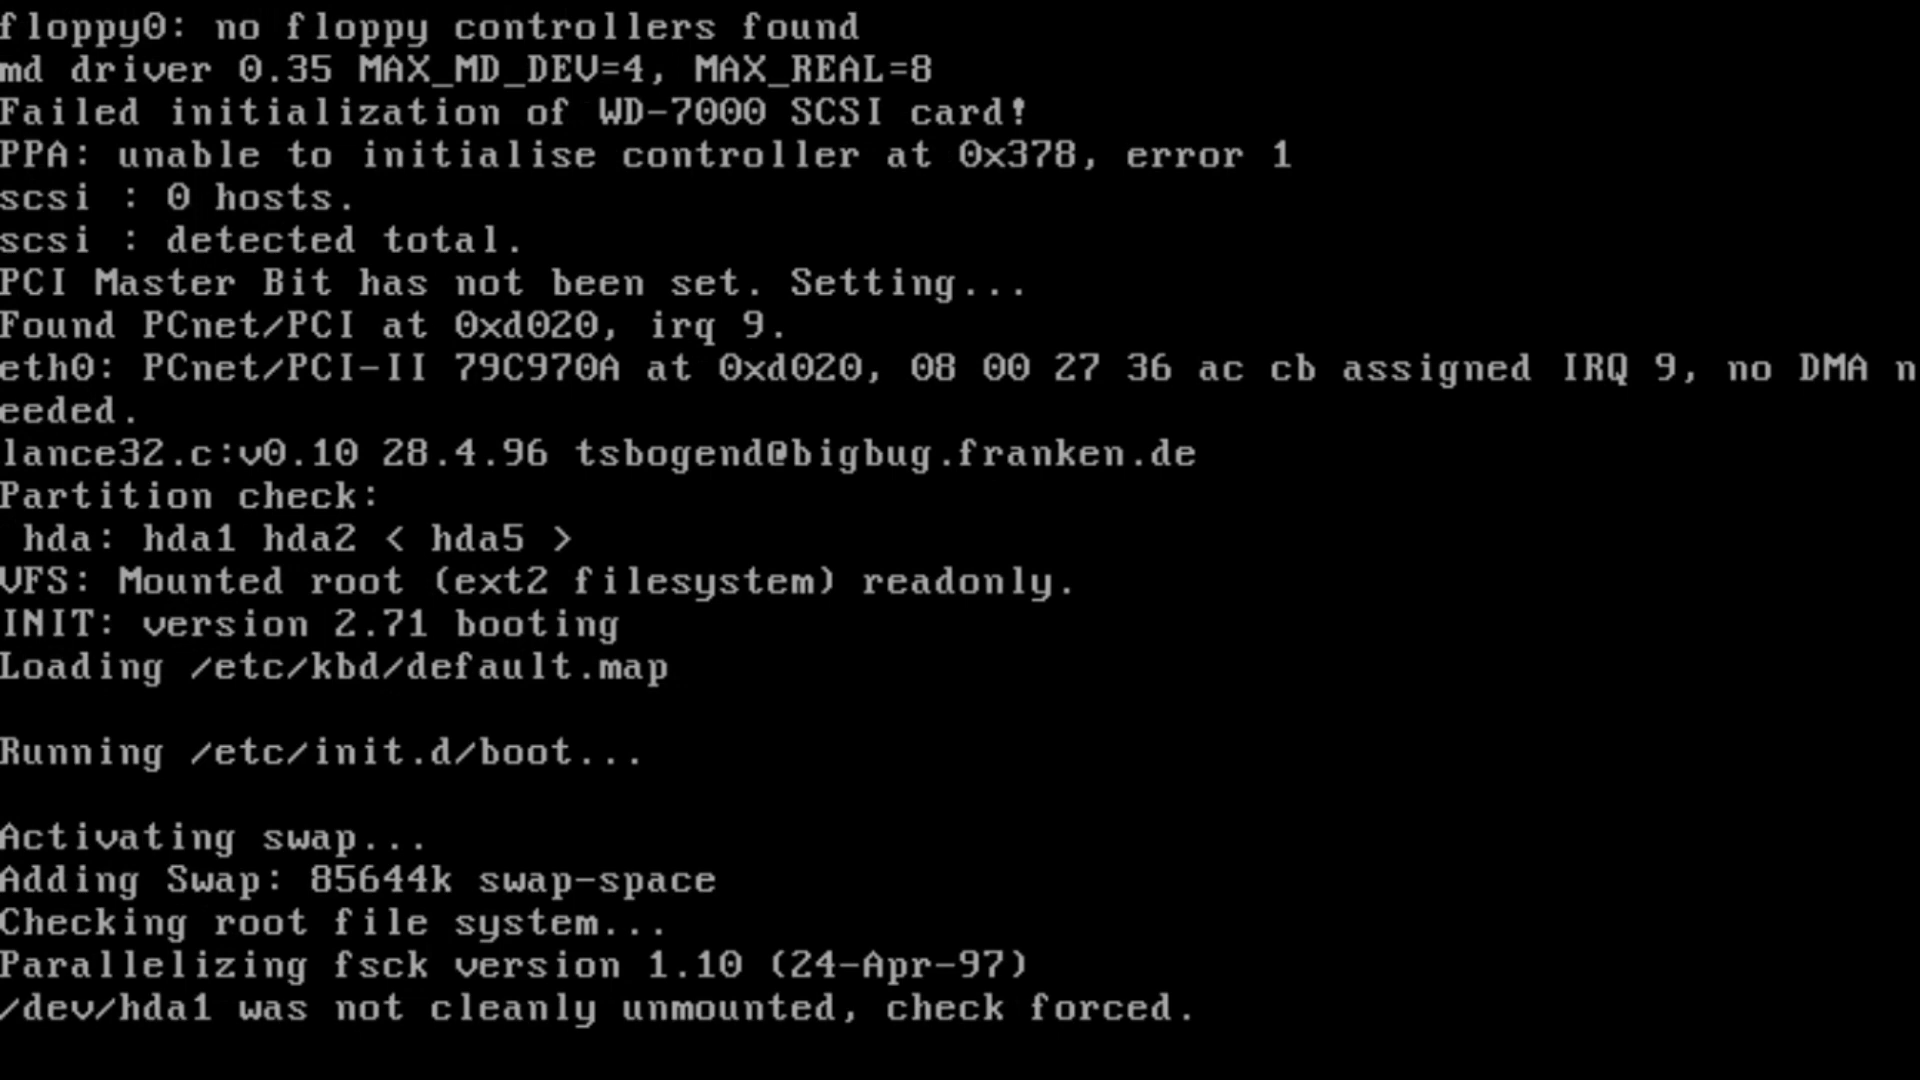 floppy0: no floppy controllers found
md driver 0.35 MAX_MD_DEV=4, MAX_REAL=8
Failed initialization of WD-7000 SCSI card!
PPA: unable to initialise controller at 0x378, error 1
scsi : 0 hosts.
scsi : detected total.
PCI Master Bit has not been set. Setting...
Found PCnet/PCI at 0xd020, irq 9.
eth0: PCnet/PCI-II 79C970A at 0xd020, 08 00 27 36 ac cb assigned IRQ 9, no DMA n
eeded.
lance32.c:v0.10 28.4.96 tsbogend@bigbug.franken.de
Partition check:
 hda: hda1 hda2 < hda5 >
VFS: Mounted root (ext2 filesystem) readonly.
INIT: version 2.71 booting
Loading /etc/kbd/default.map
Running /etc/init.d/boot...
Activating swap...
Adding Swap: 85644k swap-space
Checking root file system...
Parallelizing fsck version 1.10 (24-Apr-97)
/dev/hda1 was not cleanly unmounted, check forced.